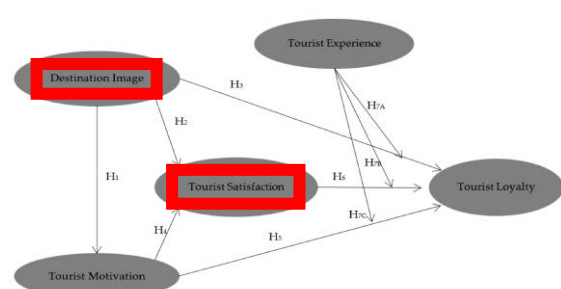 Tourist Experience
Destination Image
H3
H7A
H2
H7B
H1
Tourist Satisfaction
H6
Tourist Loyalty
H7C
H4
H5
Tourist Motivation